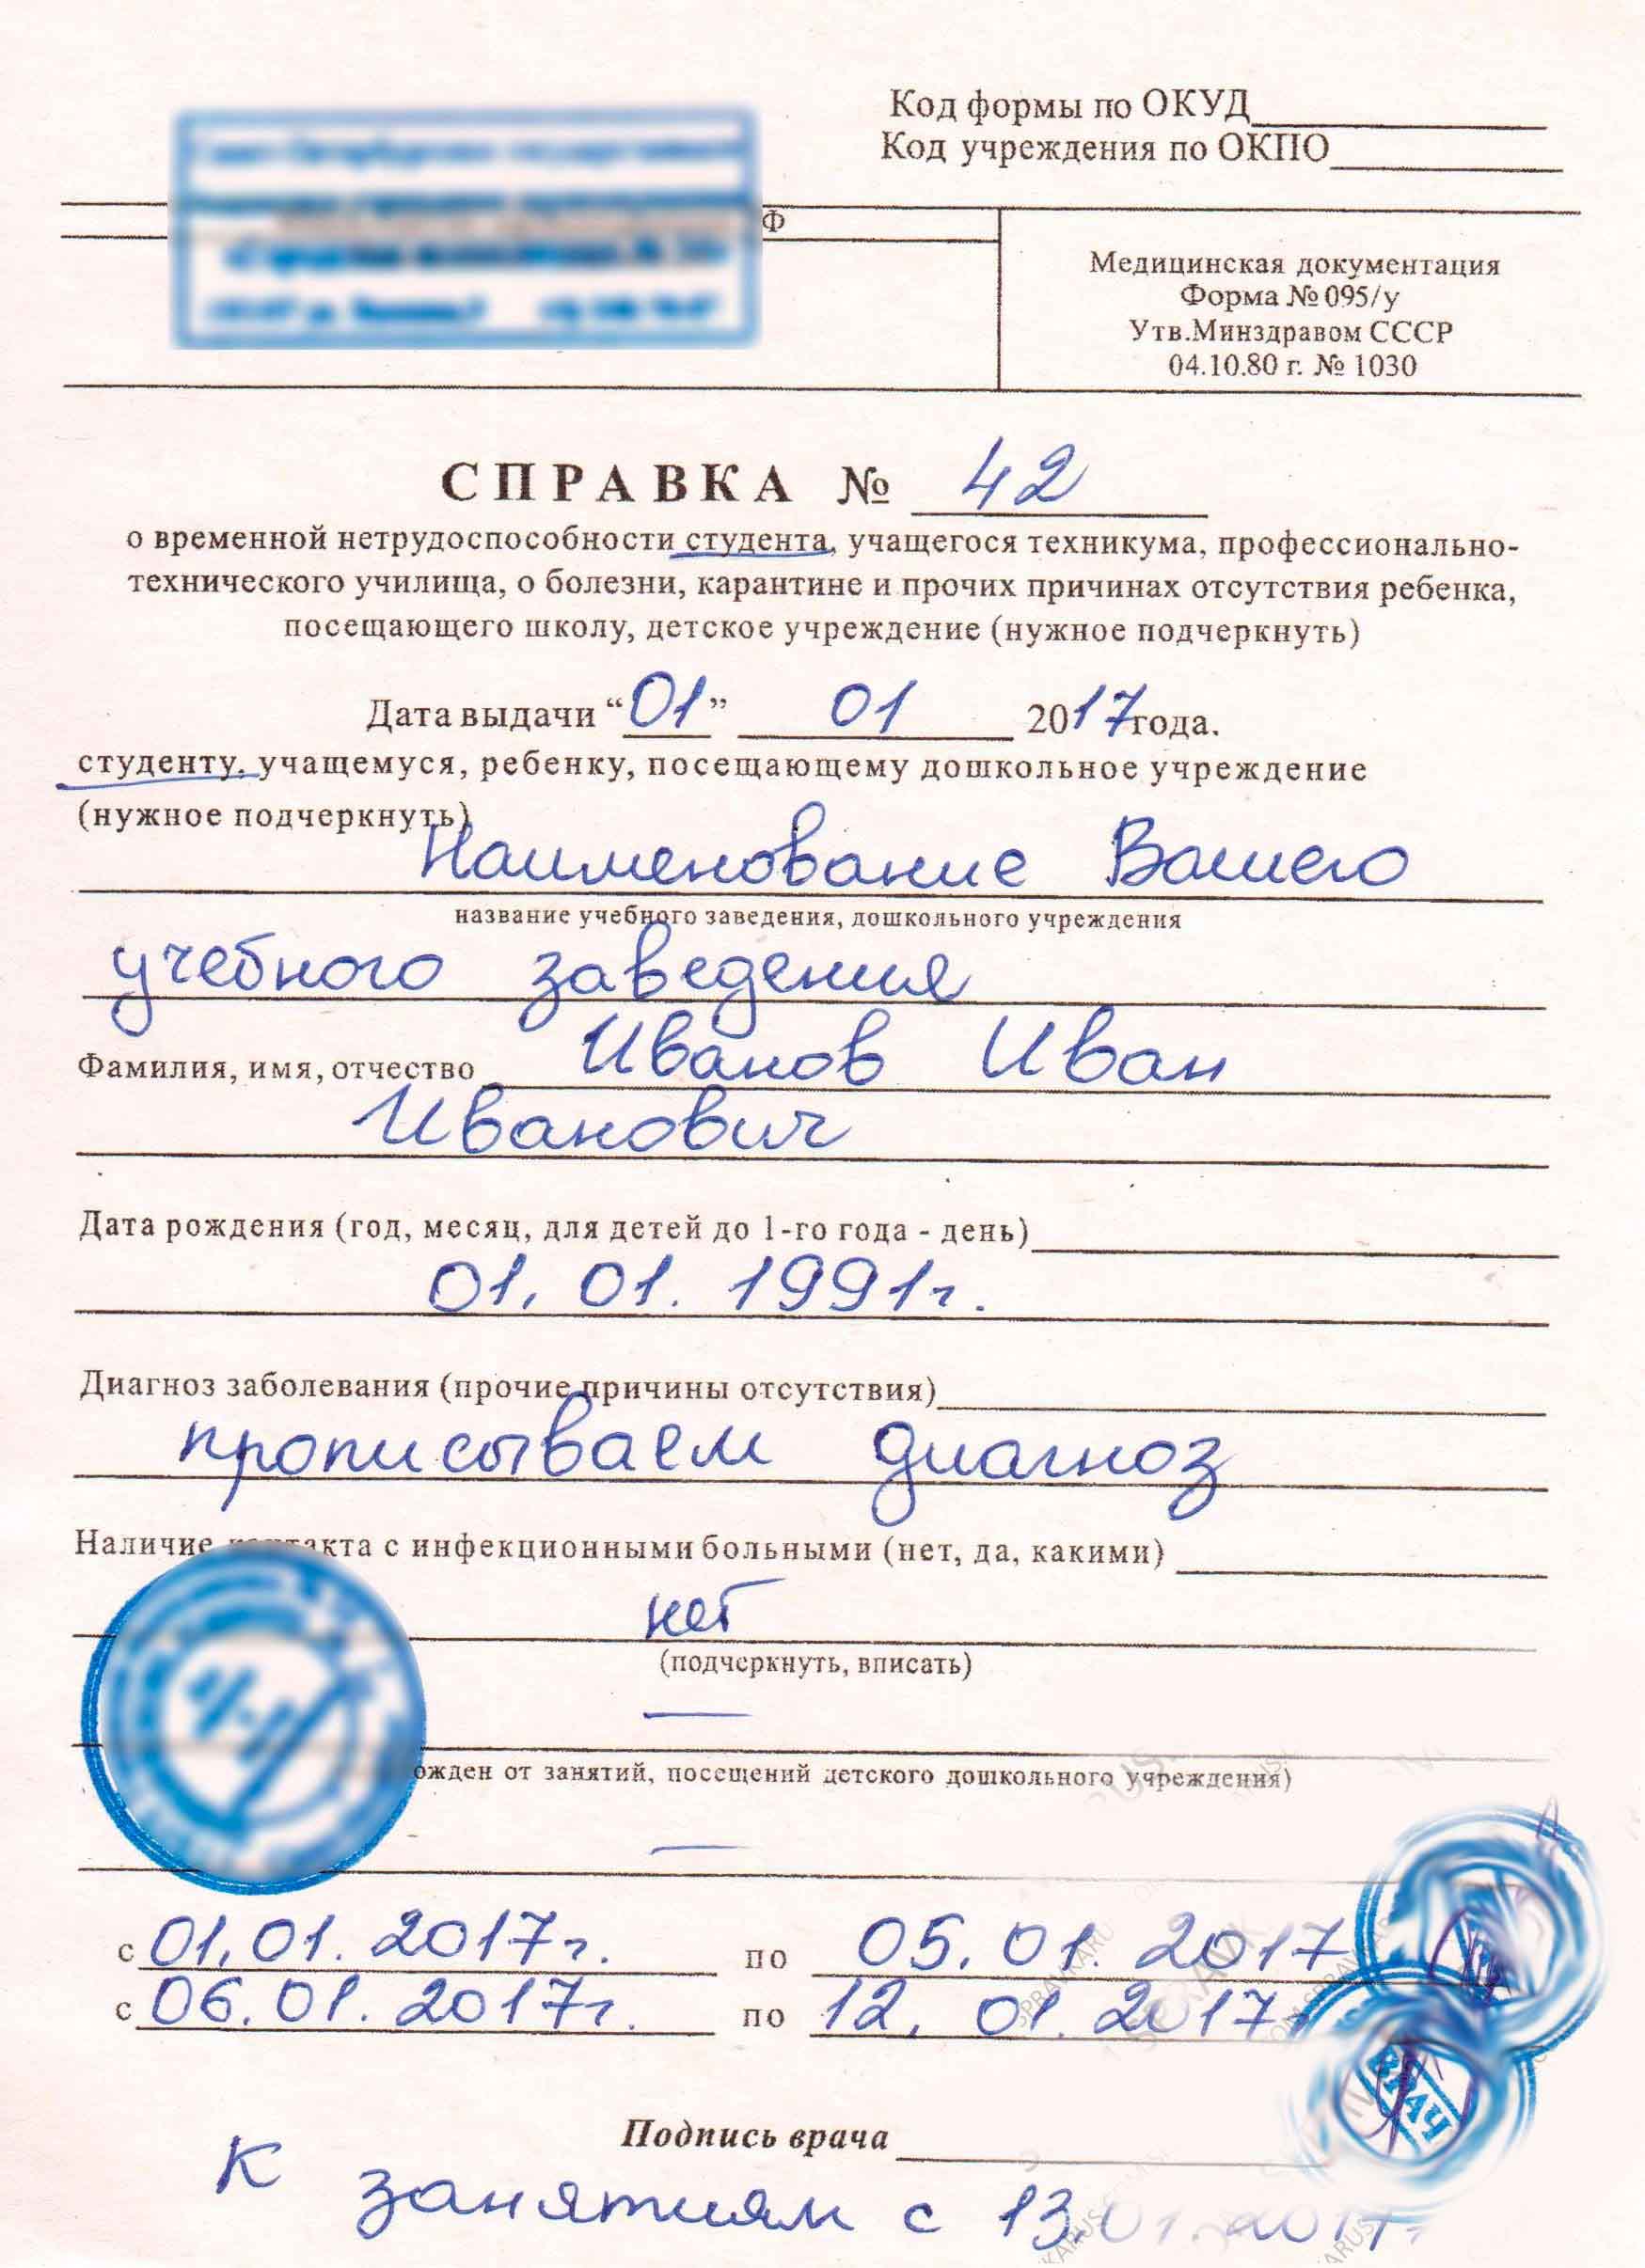 Код формы по ОКУД
Код учреждения по ОКПО
Ф
Медицинская документация
Форма № 095/у
Утв.Минздравом СССР
04.10.80 г. № 1030
СПРАВКА № 42
о временной нетрудоспособности студента, учащегося техникума, профессионально-
технического училища, о болезни, карантине и прочих причинах отсутствия ребенка,
посещающего школу, детское учреждение (нужное подчеркнуть)
Дата выдачи “01” 01 2017 года.
студенту, учащемуся, ребенку, посещающему дошкольное учреждение
(нужное подчеркнуть)
Наименование Вашего
название учебного заведения, дошкольного учреждения
учебного заведения
Фамилия, имя, отчество Иванов Иван
Иванович
Дата рождения (год, месяц, для детей до 1-го года - день)
01.01.1991г.
Диагноз заболевания (прочие причины отсутствия)
прописываем диагноз
Наличие контакта с инфекционными больными (нет, да, какими)
нет
(подчеркнуть, вписать)
—
ожден от занятий, посещений детского дошкольного учреждения)
—
с 01.01.2017г. по 05.01.2017
с 06.01.2017г. по 12.01.2017г
ВРАЧ
Подпись врача
К занятиям с 13.01.2017г.